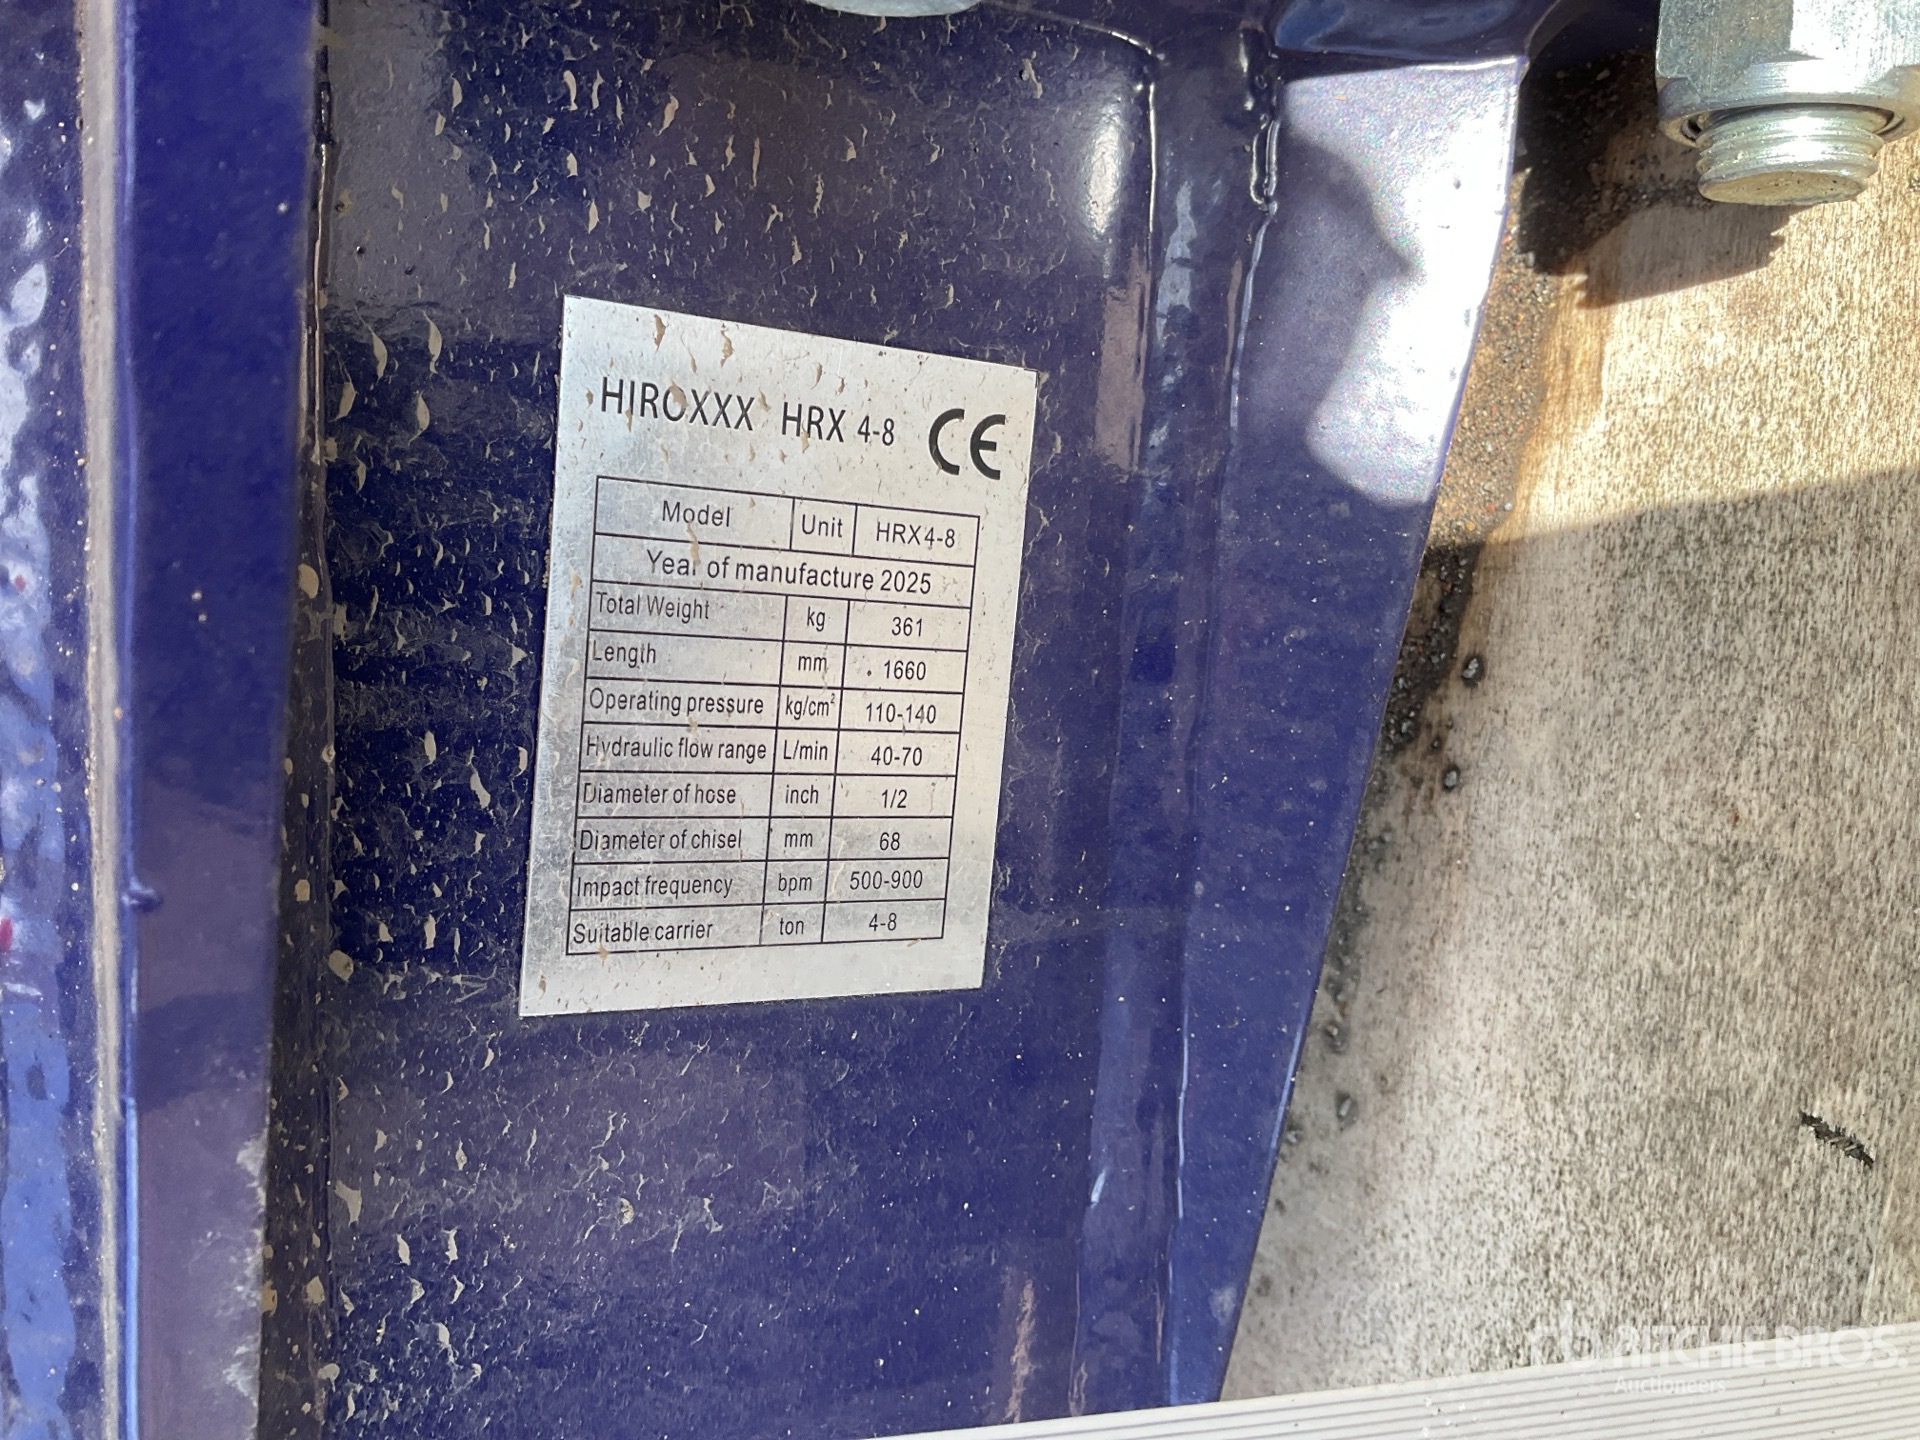 HIROXXX HRX 4-8 CE
Model Unit HRX4-8
Year of manufacture 2025
Total Weight kg 361
Length mm 1660
Operating pressure kg/cm² 110-140
Hydraulic flow range L/min 40-70
Diameter of hose inch 1/2
Diameter of chisel mm 68
Impact frequency bpm 500-900
Suitable carrier ton 4-8
rb RITCHIE BROS.
Auctioneers